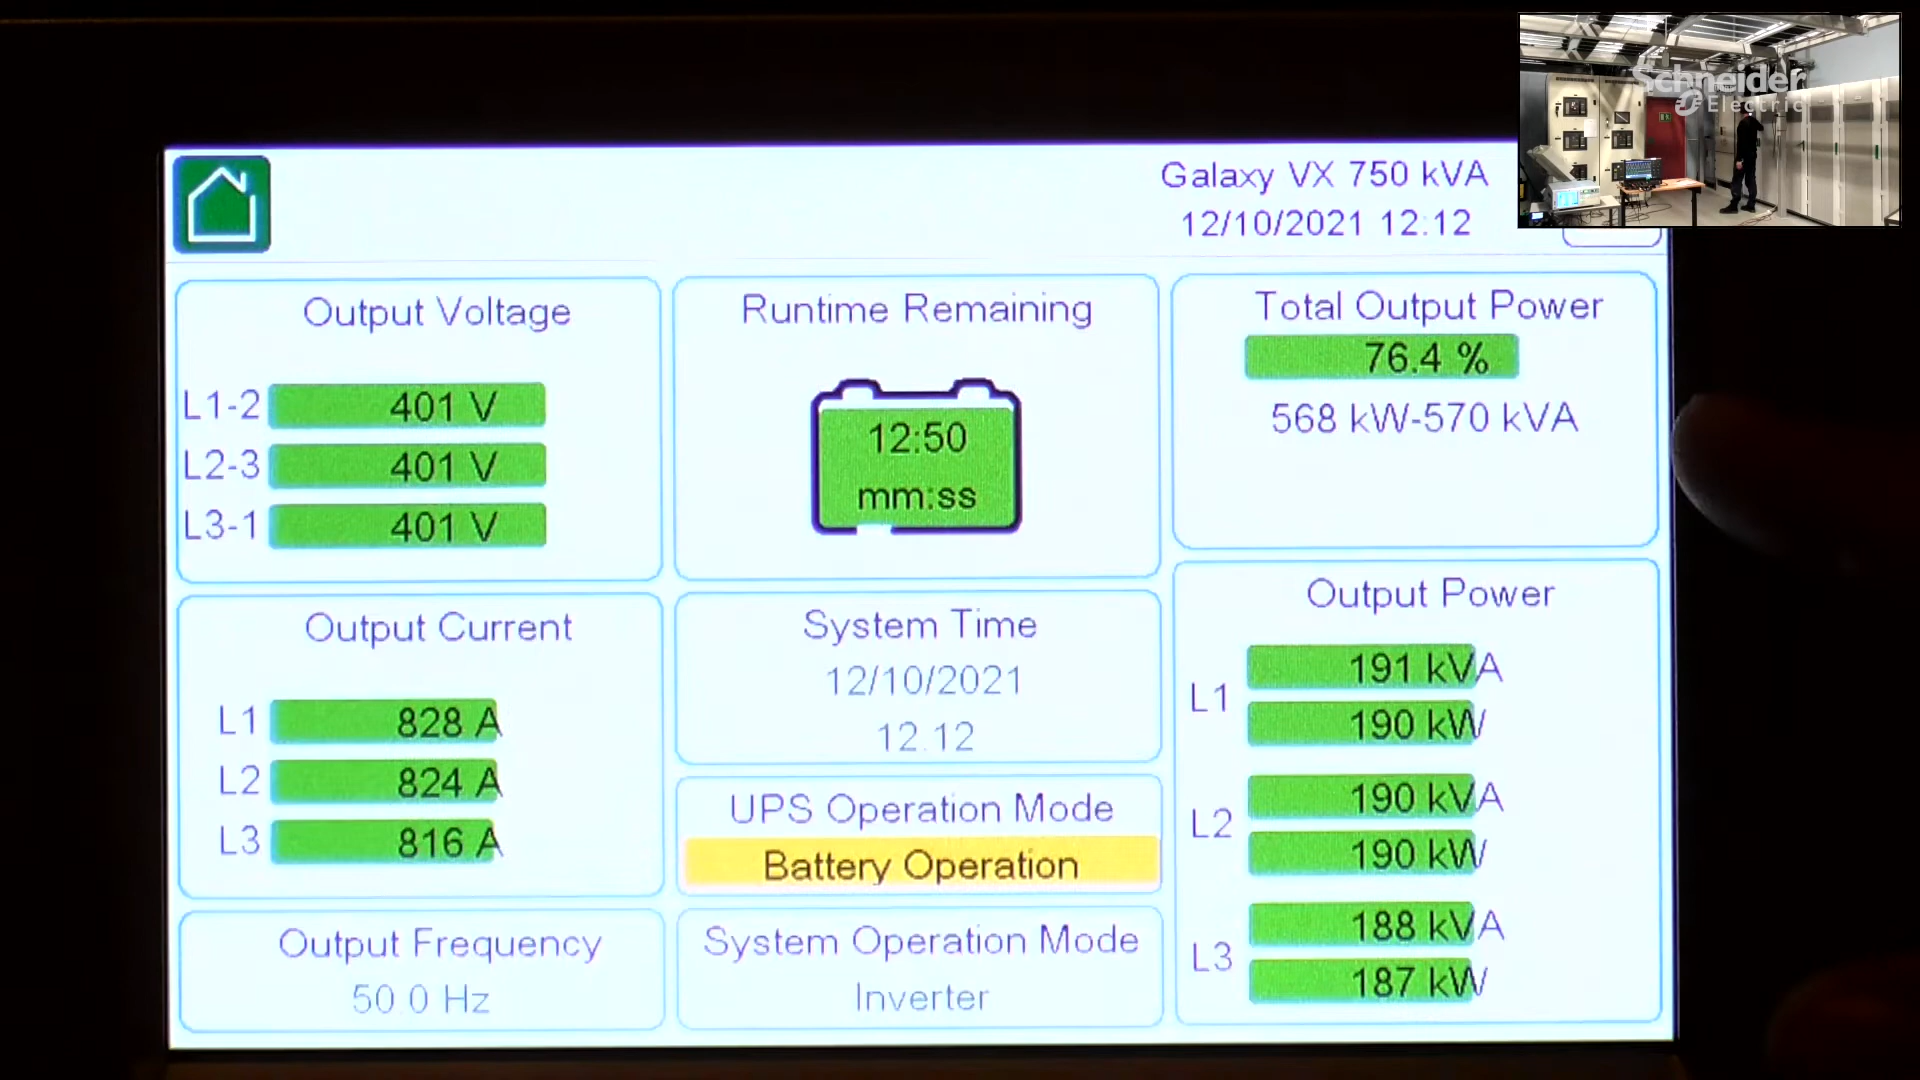 Schneider
Electric
Galaxy VX 750 kVA
12/10/2021 12:12
Output Voltage
L1-2 401 V
L2-3 401 V
L3-1 401 V
Runtime Remaining
12:50
mm:ss
Total Output Power
76.4 %
568 kW-570 kVA
Output Current
L1 828 A
L2 824 A
L3 816 A
System Time
12/10/2021
12.12
UPS Operation Mode
Battery Operation
Output Power
L1
191 kVA
190 kW
L2
190 kVA
190 kW
L3
188 kVA
187 kW
Output Frequency
50.0 Hz
System Operation Mode
Inverter